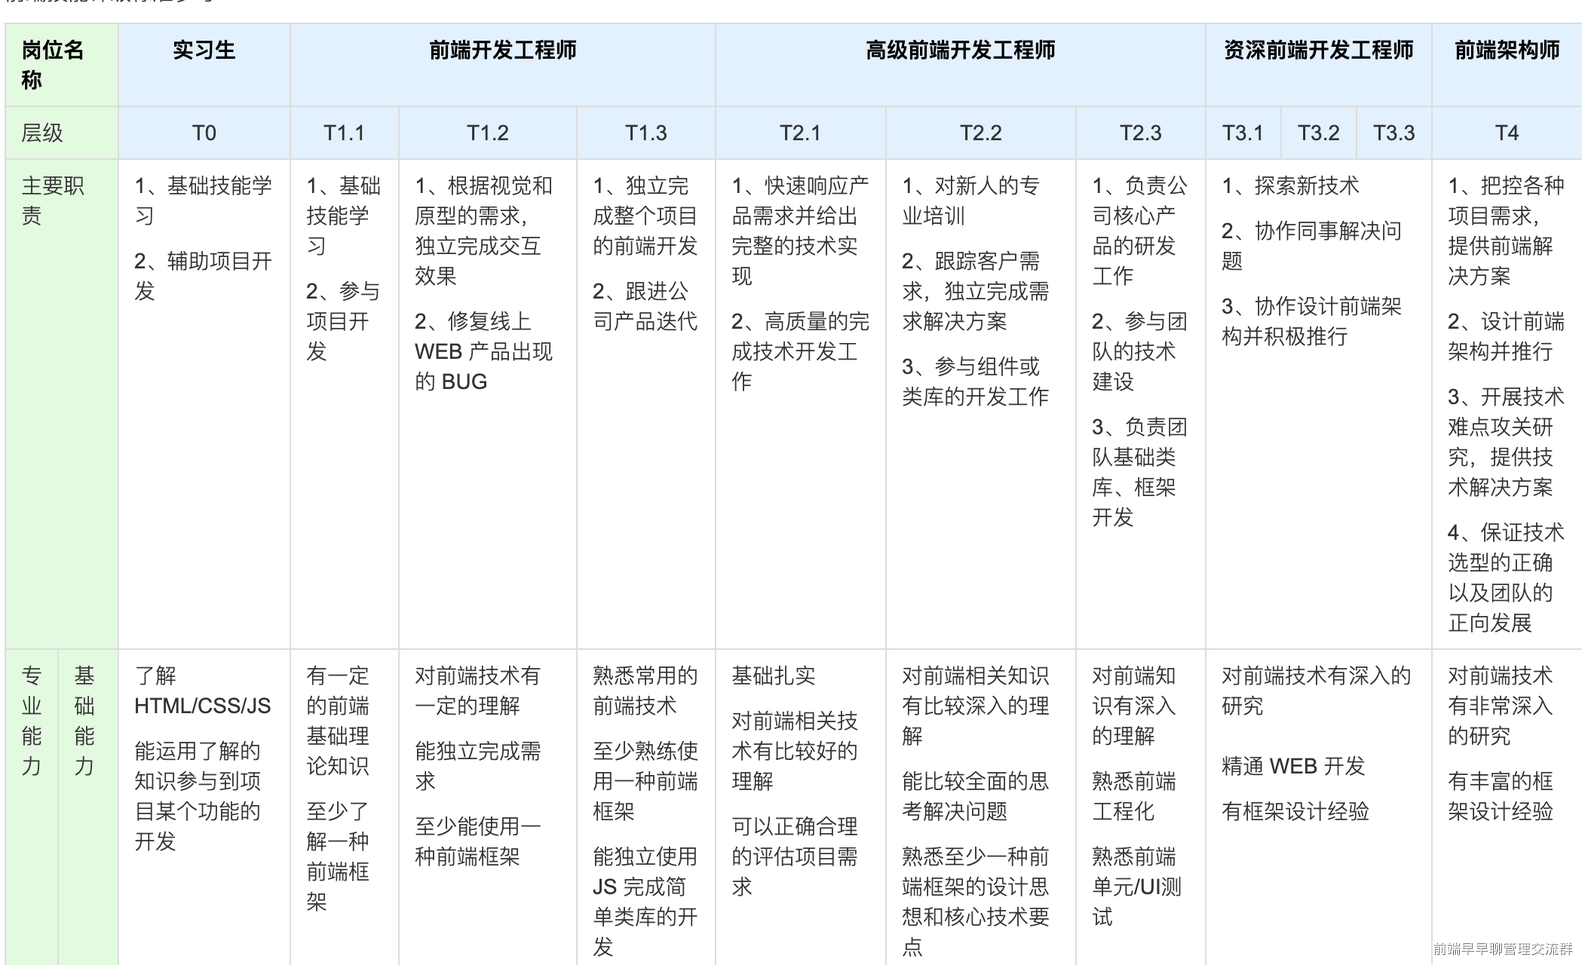 岗位名
称
实习生
前端开发工程师
高级前端开发工程师
资深前端开发工程师
前端架构师
层级
T0
T1.1
T1.2
T1.3
T2.1
T2.2
T2.3
T3.1
T3.2
T3.3
T4
主要职
责
1、基础技能学
习
2、辅助项目开
发
1、基础
技能学
习
2、参与
项目开
发
1、根据视觉和
原型的需求，
独立完成交互
效果
2、修复线上
WEB 产品出现
的 BUG
1、独立完
成整个项目
的前端开发
2、跟进公
司产品迭代
1、快速响应产
品需求并给出
完整的技术实
现
2、高质量的完
成技术开发工
作
1、对新人的专
业培训
2、跟踪客户需
求，独立完成需
求解决方案
3、参与组件或
类库的开发工作
1、负责公
司核心产
品的研发
工作
2、参与团
队的技术
建设
3、负责团
队基础类
库、框架
开发
1、探索新技术
2、协作同事解决问
题
3、协作设计前端架
构并积极推行
1、把控各种
项目需求，
提供前端解
决方案
2、设计前端
架构并推行
3、开展技术
难点攻关研
究，提供技
术解决方案
4、保证技术
选型的正确
以及团队的
正向发展
专
业
能
力
基
础
能
力
了解
HTML/CSS/JS
能运用了解的
知识参与到项
目某个功能的
开发
有一定
的前端
基础理
论知识
至少了
解一种
前端框
架
对前端技术有
一定的理解
能独立完成需
求
至少能使用一
种前端框架
熟悉常用的
前端技术
至少熟练使
用一种前端
框架
能独立使用
JS 完成简
单类库的开
发
基础扎实
对前端相关技
术有比较好的
理解
可以正确合理
的评估项目需
求
对前端相关知识
有比较深入的理
解
能比较全面的思
考解决问题
熟悉至少一种前
端框架的设计思
想和核心技术要
点
对前端知
识有深入
的理解
熟悉前端
工程化
熟悉前端
单元/UI测
试
对前端技术有深入的
研究
精通 WEB 开发
有框架设计经验
对前端技术
有非常深入
的研究
有丰富的框
架设计经验
前端早早聊管理交流群